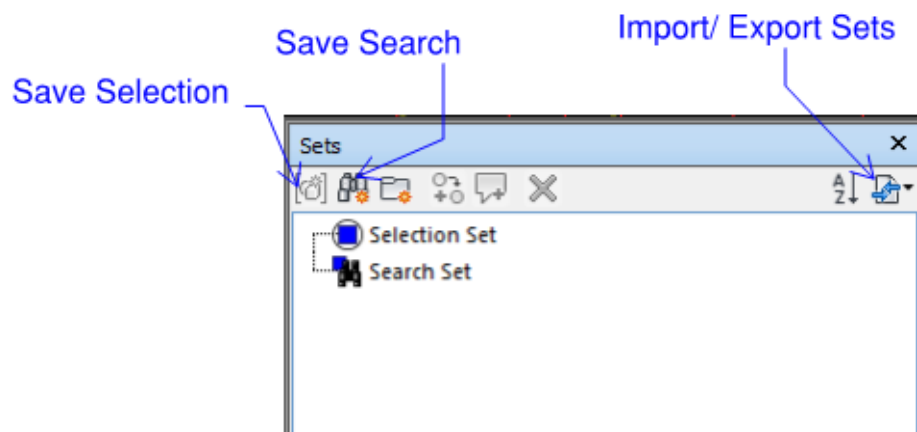 Import/ Export Sets
Save Search
Save Selection
Sets
A
Z
Selection Set
Search Set